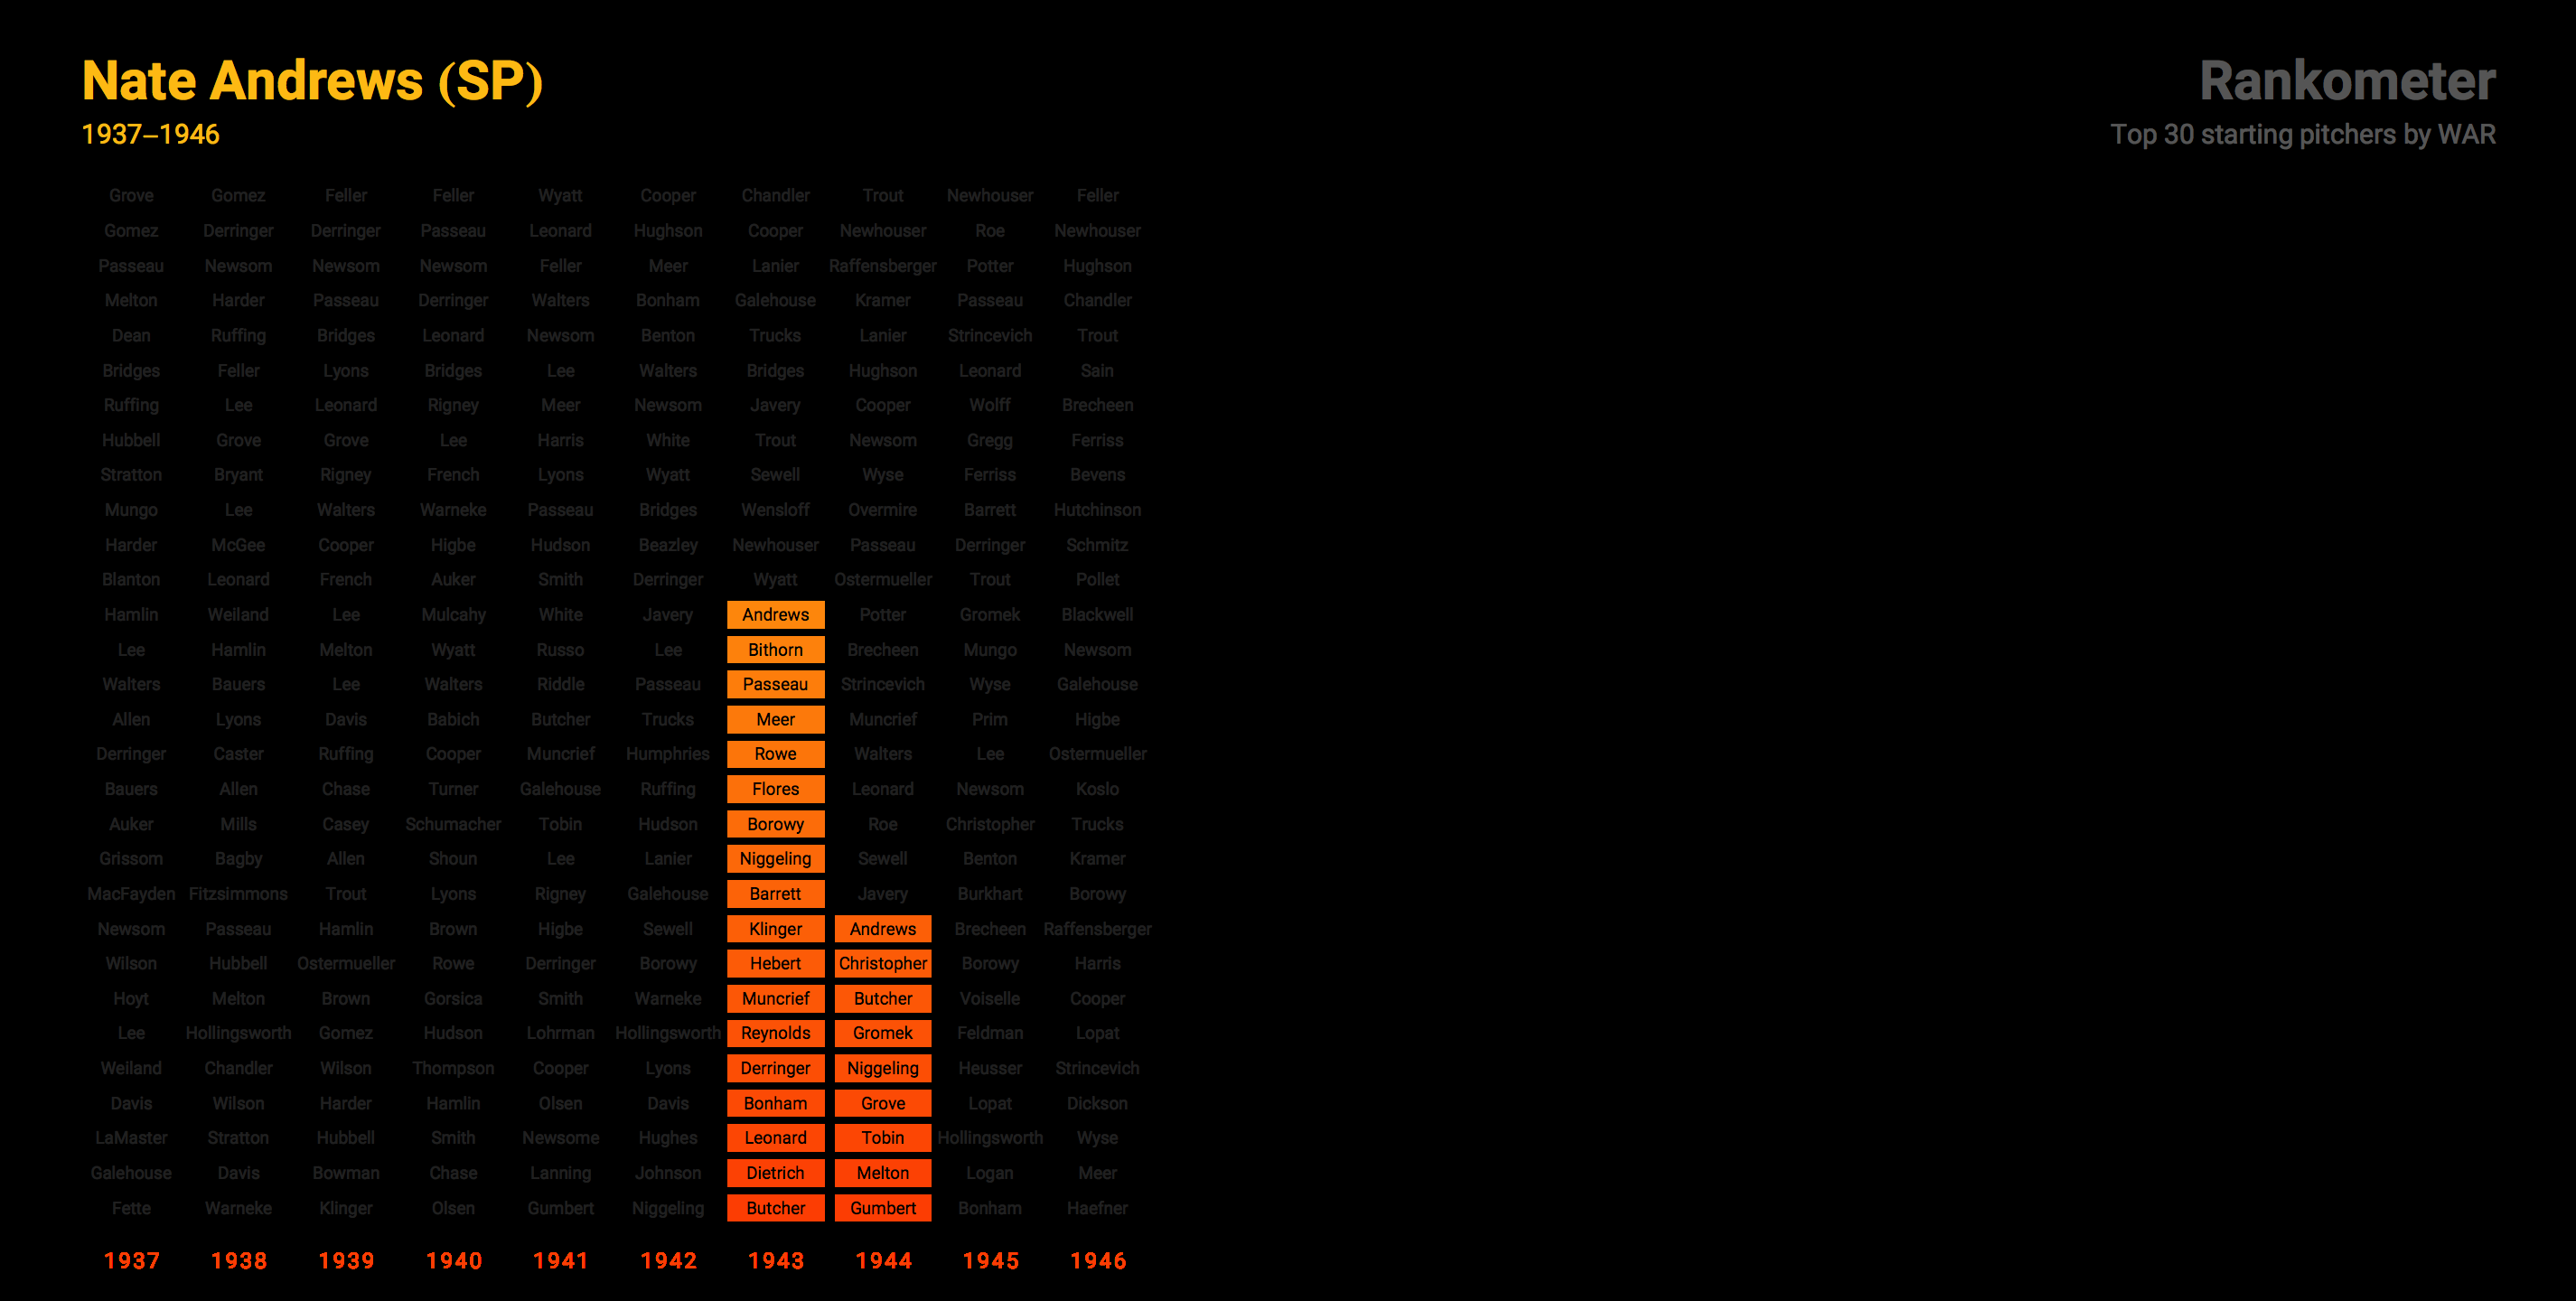 Nate Andrews (SP)
1937–1946
Rankometer
Top 30 starting pitchers by WAR
Grove Gomez Feller Feller Wyatt Cooper Chandler Trout Newhouser Feller
Gomez Derringer Derringer Passeau Leonard Hughson Cooper Newhouser Roe Newhouser
Passeau Newsom Newsom Newsom Feller Meer Lanier Raffensberger Potter Hughson
Melton Harder Passeau Derringer Walters Bonham Galehouse Kramer Passeau Chandler
Dean Ruffing Bridges Leonard Newsom Benton Trucks Lanier Strincevich Trout
Bridges Feller Lyons Bridges Lee Walters Bridges Hughson Leonard Sain
Ruffing Lee Leonard Rigney Meer Newsom Javery Cooper Wolff Brecheen
Hubbell Grove Grove Lee Harris White Trout Newsom Gregg Ferriss
Stratton Bryant Rigney French Lyons Wyatt Sewell Wyse Ferriss Bevens
Mungo Lee Walters Warneke Passeau Bridges Wensloff Overmire Barrett Hutchinson
Harder McGee Cooper Higbe Hudson Beazley Newhouser Passeau Derringer Schmitz
Blanton Leonard French Auker Smith Derringer Wyatt Ostermueller Trout Pollet
Hamlin Weiland Lee Mulcahy White Javery Andrews Potter Gromek Blackwell
Lee Hamlin Melton Wyatt Russo Lee Bithorn Brecheen Mungo Newsom
Walters Bauers Lee Walters Riddle Passeau Passeau Strincevich Wyse Galehouse
Allen Lyons Davis Babich Butcher Trucks Meer Muncrief Prim Higbe
Derringer Caster Ruffing Cooper Muncrief Humphries Rowe Walters Lee Ostermueller
Bauers Allen Chase Turner Galehouse Ruffing Flores Leonard Newsom Koslo
Auker Mills Casey Schumacher Tobin Hudson Borowy Roe Christopher Trucks
Grissom Bagby Allen Shoun Lee Lanier Niggeling Sewell Benton Kramer
MacFayden Fitzsimmons Trout Lyons Rigney Galehouse Barrett Javery Burkhart Borowy
Newsom Passeau Hamlin Brown Higbe Sewell Klinger Andrews Brecheen Raffensberger
Wilson Hubbell Ostermueller Rowe Derringer Borowy Hebert Christopher Borowy Harris
Hoyt Melton Brown Gorsica Smith Warneke Muncrief Butcher Voiselle Cooper
Lee Hollingsworth Gomez Hudson Lohrman Hollingsworth Reynolds Gromek Feldman Lopat
Weiland Chandler Wilson Thompson Cooper Lyons Derringer Niggeling Heusser Strincevich
Davis Wilson Harder Hamlin Olsen Davis Bonham Grove Lopat Dickson
LaMaster Stratton Hubbell Smith Newsome Hughes Leonard Tobin Hollingsworth Wyse
Galehouse Davis Bowman Chase Lanning Johnson Dietrich Melton Logan Meer
Fette Warneke Klinger Olsen Gumbert Niggeling Butcher Gumbert Bonham Haefner
1937 1938 1939 1940 1941 1942 1943 1944 1945 1946